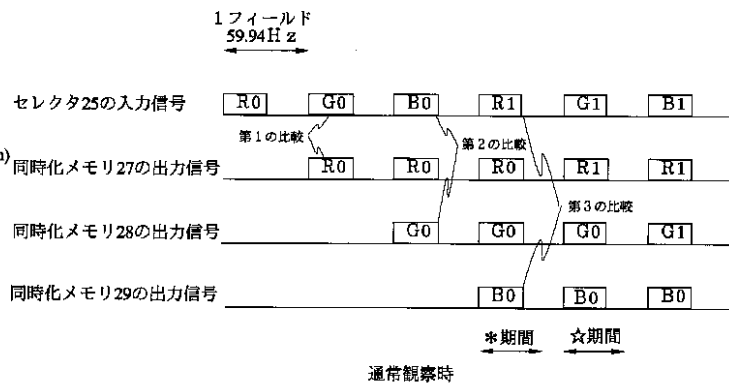 1フィールド
59.94Hz
セレクタ25の入力信号 R0 G0 B0 R1 G1 B1
第1の比較 第2の比較
同時化メモリ27の出力信号 R0 R0 R0 R1 R1
第3の比較
同時化メモリ28の出力信号 G0 G0 G0 G1
同時化メモリ29の出力信号 B0 B0 B0
*期間 ☆期間
通常観察時